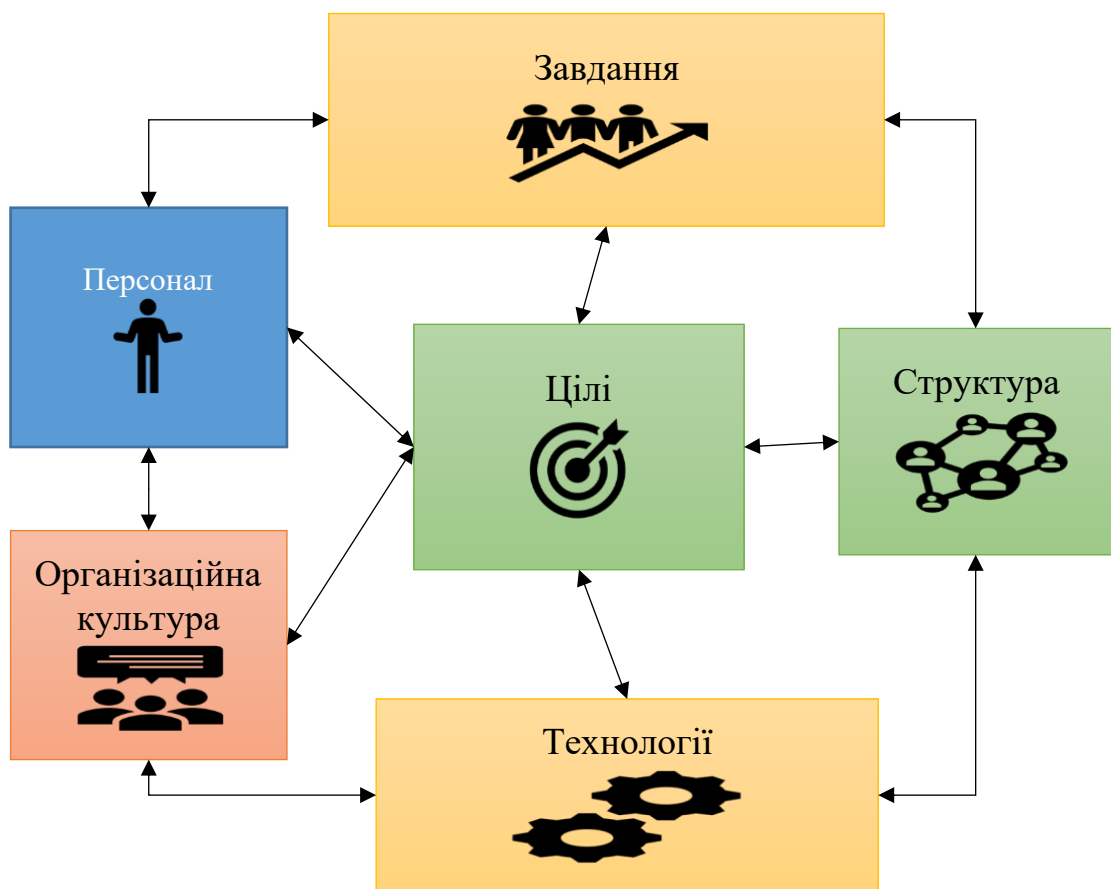 Завдання
Персонал
Цілі
Структура
Організаційна
культура
Технології